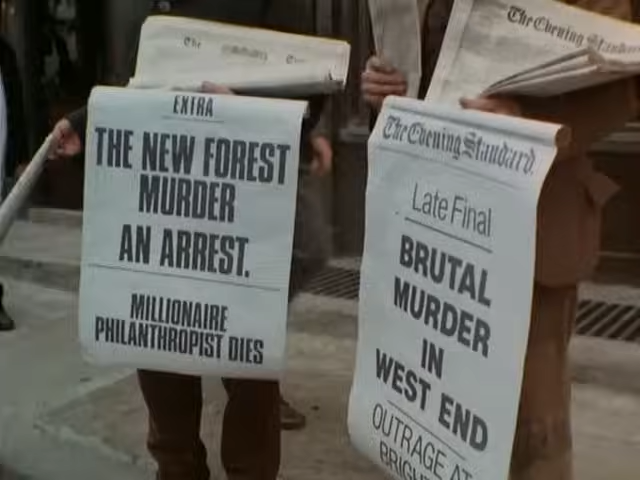 The
EXTRA
THE NEW FOREST
MURDER
AN ARREST.
MILLIONAIRE
PHILANTHROPIST DIES
The Evening Standard
The Evening Standard.
Late Final
BRUTAL
MURDER
IN
WEST END
OUTRAGE AT